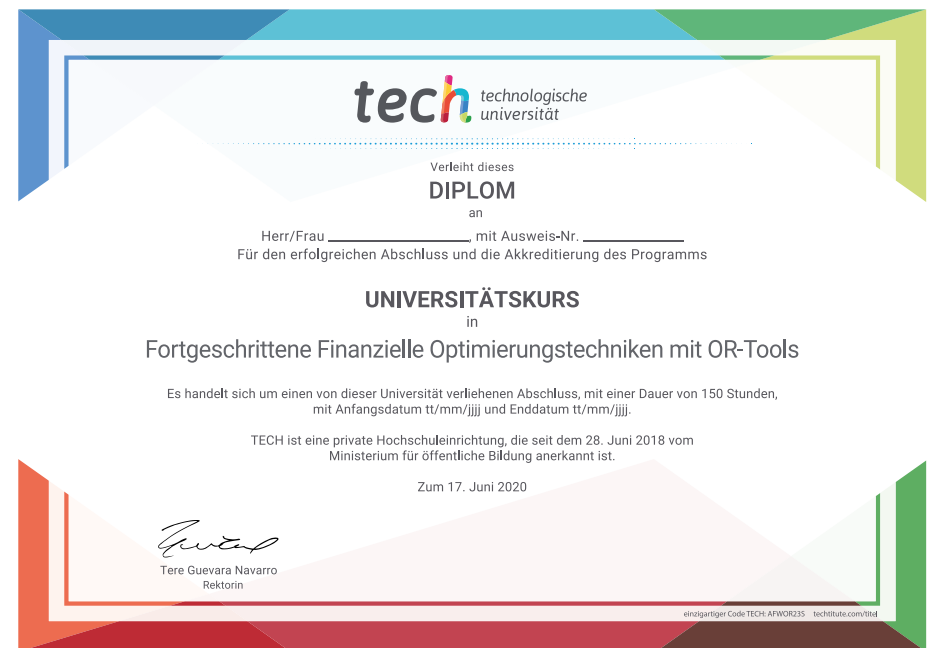 tech technologische
universität
Verleiht dieses
DIPLOM
an
Herr/Frau ____________________, mit Ausweis-Nr. ______________
Für den erfolgreichen Abschluss und die Akkreditierung des Programms
UNIVERSITÄTSKURS
in
Fortgeschrittene Finanzielle Optimierungstechniken mit OR-Tools
Es handelt sich um einen von dieser Universität verliehenen Abschluss, mit einer Dauer von 150 Stunden,
mit Anfangsdatum tt/mm/jjjj und Enddatum tt/mm/jjjj.
TECH ist eine private Hochschuleinrichtung, die seit dem 28. Juni 2018 vom
Ministerium für öffentliche Bildung anerkannt ist.
Zum 17. Juni 2020
Tere Guevara Navarro
Rektorin
einzigartiger Code TECH: AFWOR235 techtitute.com/titel